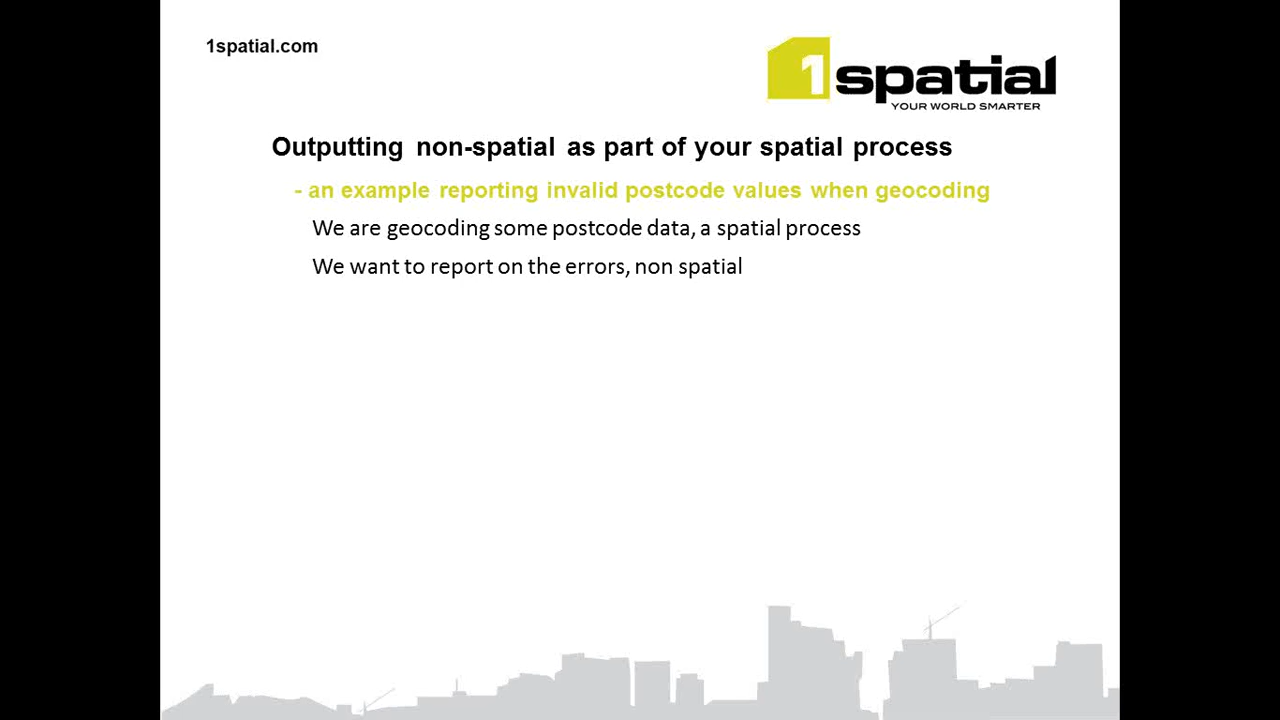 1spatial.com
1spatial
YOUR WORLD SMARTER
Outputting non-spatial as part of your spatial process
- an example reporting invalid postcode values when geocoding
We are geocoding some postcode data, a spatial process
We want to report on the errors, non spatial